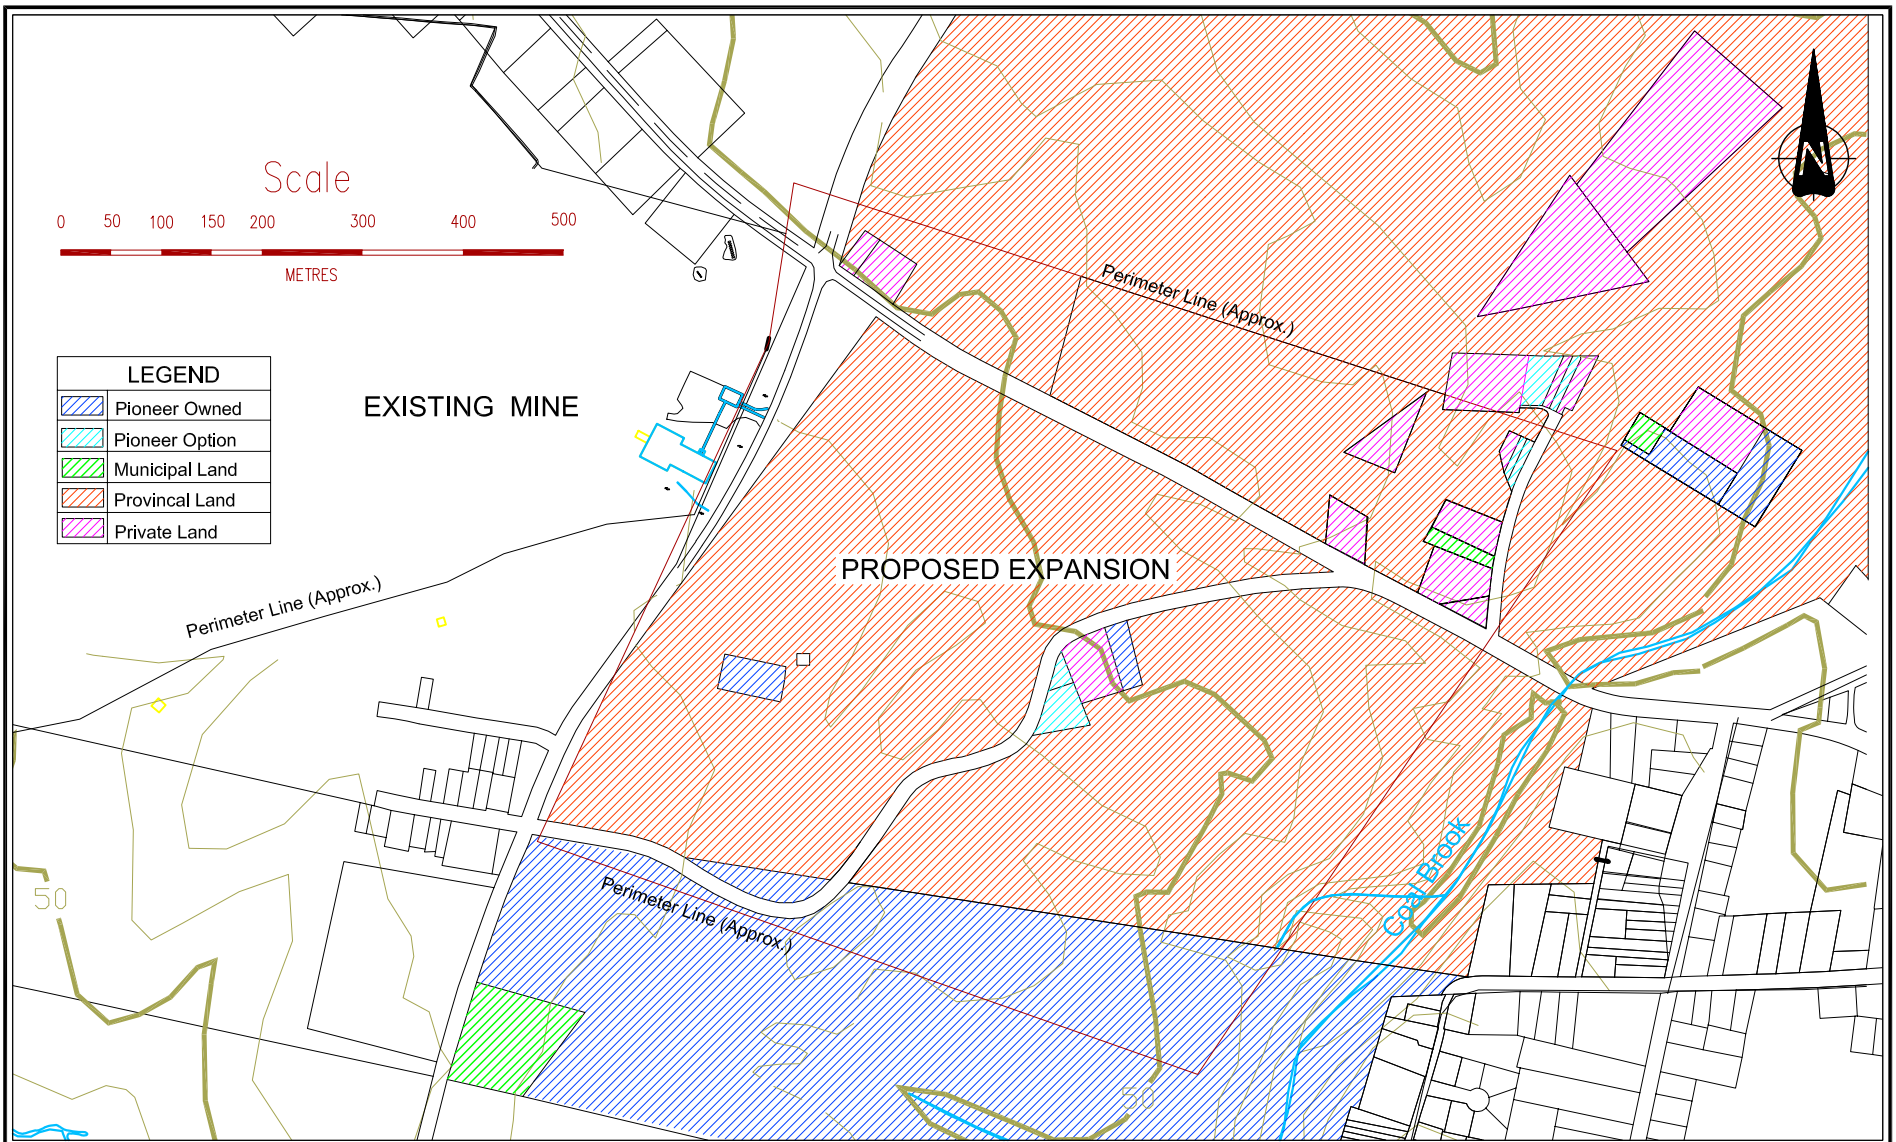 Scale
0 50 100 150 200 300 400 500
METRES
N
Perimeter Line (Approx.)
LEGEND
Pioneer Owned
Pioneer Option
Municipal Land
Provincal Land
Private Land
EXISTING MINE
PROPOSED EXPANSION
Perimeter Line (Approx.)
Coal Brook
Perimeter Line (Approx.)
50
50